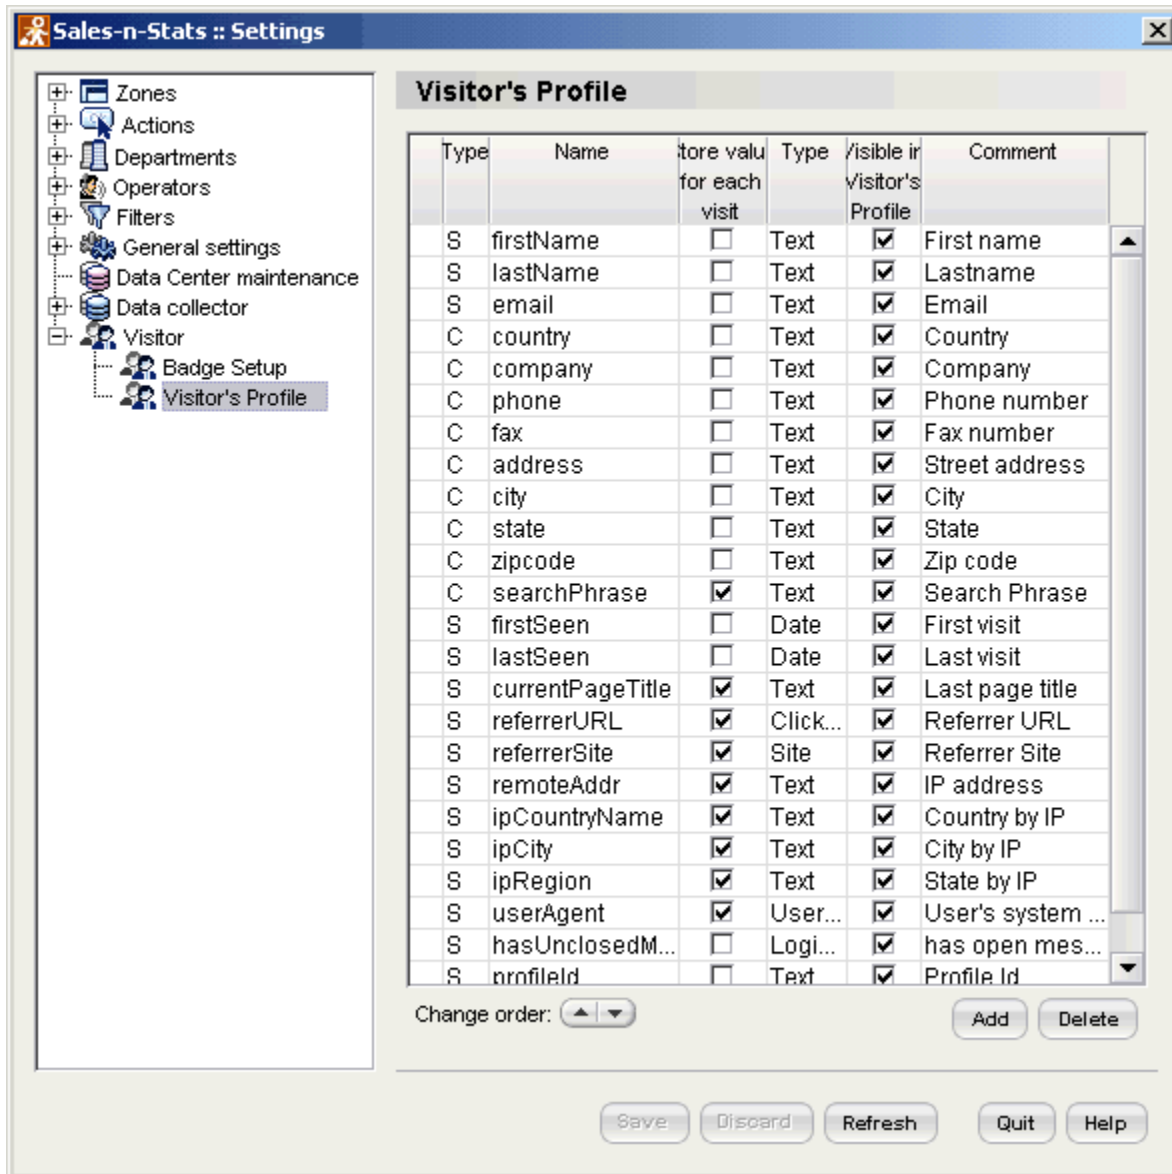 Sales-n-Stats :: Settings
Zones
Actions
Departments
Operators
Filters
General settings
Data Center maintenance
Data collector
Visitor
Badge Setup
Visitor's Profile
Visitor's Profile
Type Name tore valu Type isible in Comment
for each Visitor's
visit Profile
S firstName Text First name
S lastName Text Lastname
S email Text Email
C country Text Country
C company Text Company
C phone Text Phone number
C fax Text Fax number
C address Text Street address
C city Text City
C state Text State
C zipcode Text Zip code
C searchPhrase Text Search Phrase
S firstSeen Date First visit
S lastSeen Date Last visit
S currentPageTitle Text Last page title
S referrerURL Click... Referrer URL
S referrerSite Site Referrer Site
S remoteAddr Text IP address
S ipCountryName Text Country by IP
S ipCity Text City by IP
S ipRegion Text State by IP
S userAgent User... User's system ...
S hasUnclosedM... Logi... has open mes...
S profileId Text Profile Id
Change order:
Add Delete
Save Discard Refresh Quit Help